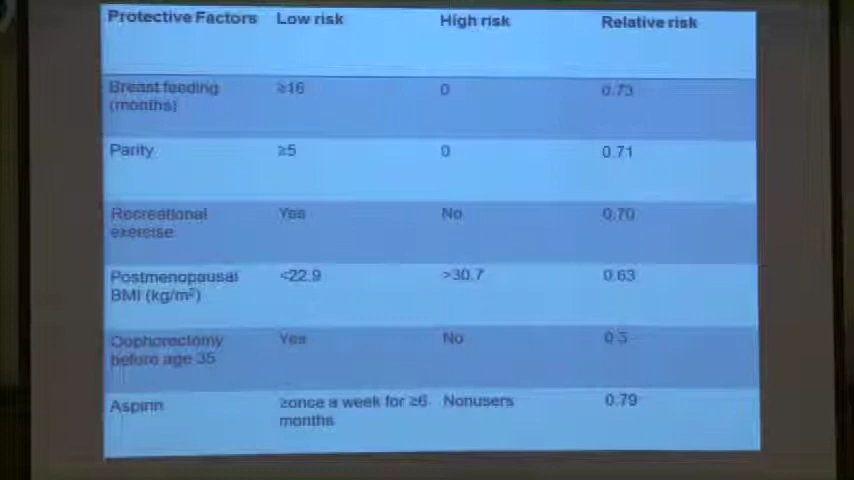 Protective Factors Low risk High risk Relative risk
Breast feeding ≥16 0 0.73
(months)
Parity ≥5 0 0.71
Recreational Yes No 0.70
exercise
Postmenopausal <22.9 >30.7 0.63
BMI (kg/m²)
Oophorectomy Yes No 0.3
before age 35
Aspirin ≥once a week for ≥6 Nonusers 0.79
months